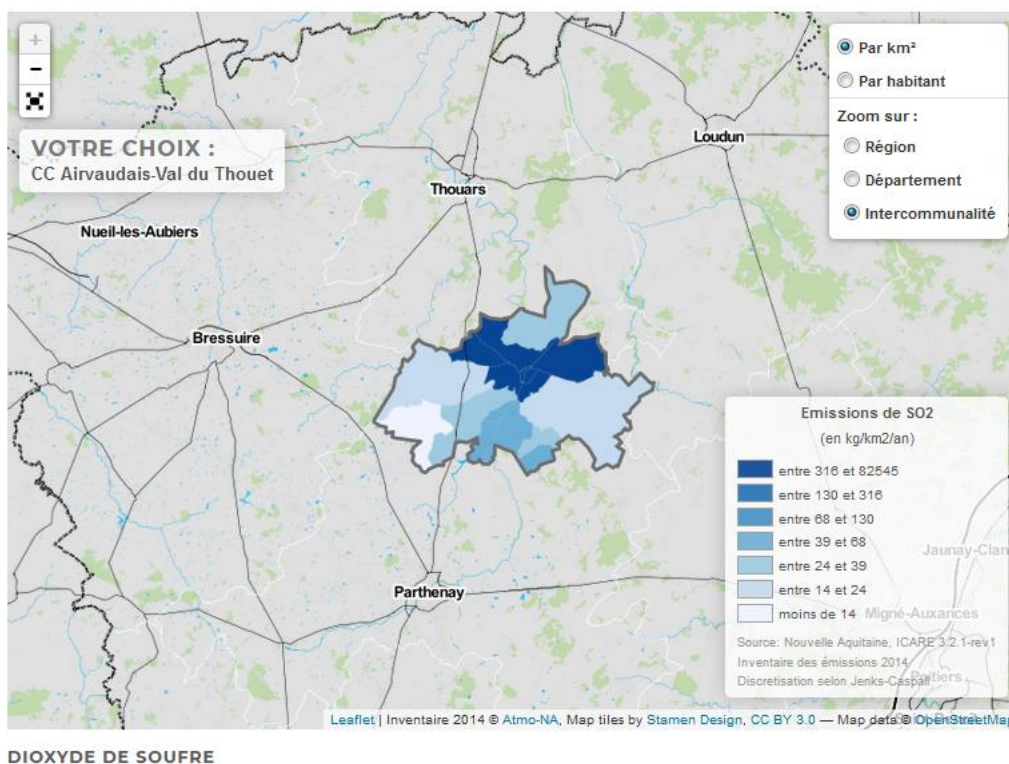 +
−
VOTRE CHOIX :
CC Airvaudais-Val du Thouet
Par km²
Par habitant
Zoom sur :
Région
Département
Intercommunalité
Loudun
Thouars
Nueil-les-Aubiers
Bressuire
Parthenay
Emissions de SO2
(en kg/km2/an)
entre 316 et 82545
entre 130 et 316
entre 68 et 130
entre 39 et 68
entre 24 et 39
entre 14 et 24
moins de 14
Jaunay-Clan
Migné-Auxances
Poitiers
Source: Nouvelle Aquitaine, ICARE 3.2.1-rev1
Inventaire des émissions 2014
Discretisation selon Jenks-Caspall
Leaflet | Inventaire 2014 © Atmo-NA, Map tiles by Stamen Design, CC BY 3.0 — Map data © OpenStreetMap
DIOXYDE DE SOUFRE